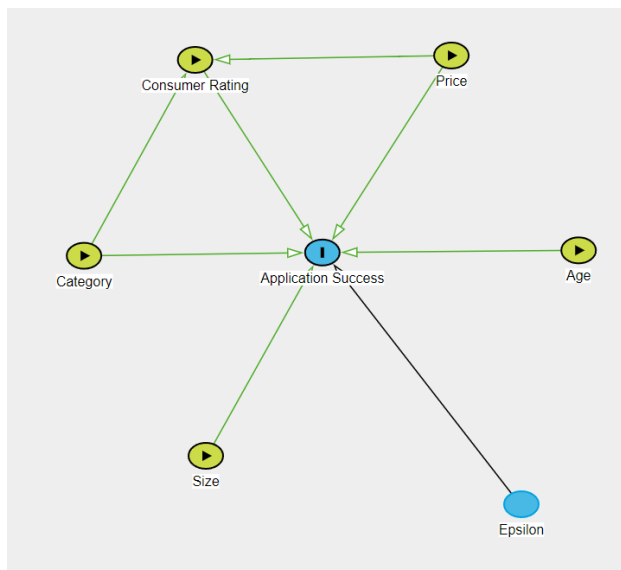 Consumer Rating
Price
Category
Application Success
Age
Size
Epsilon